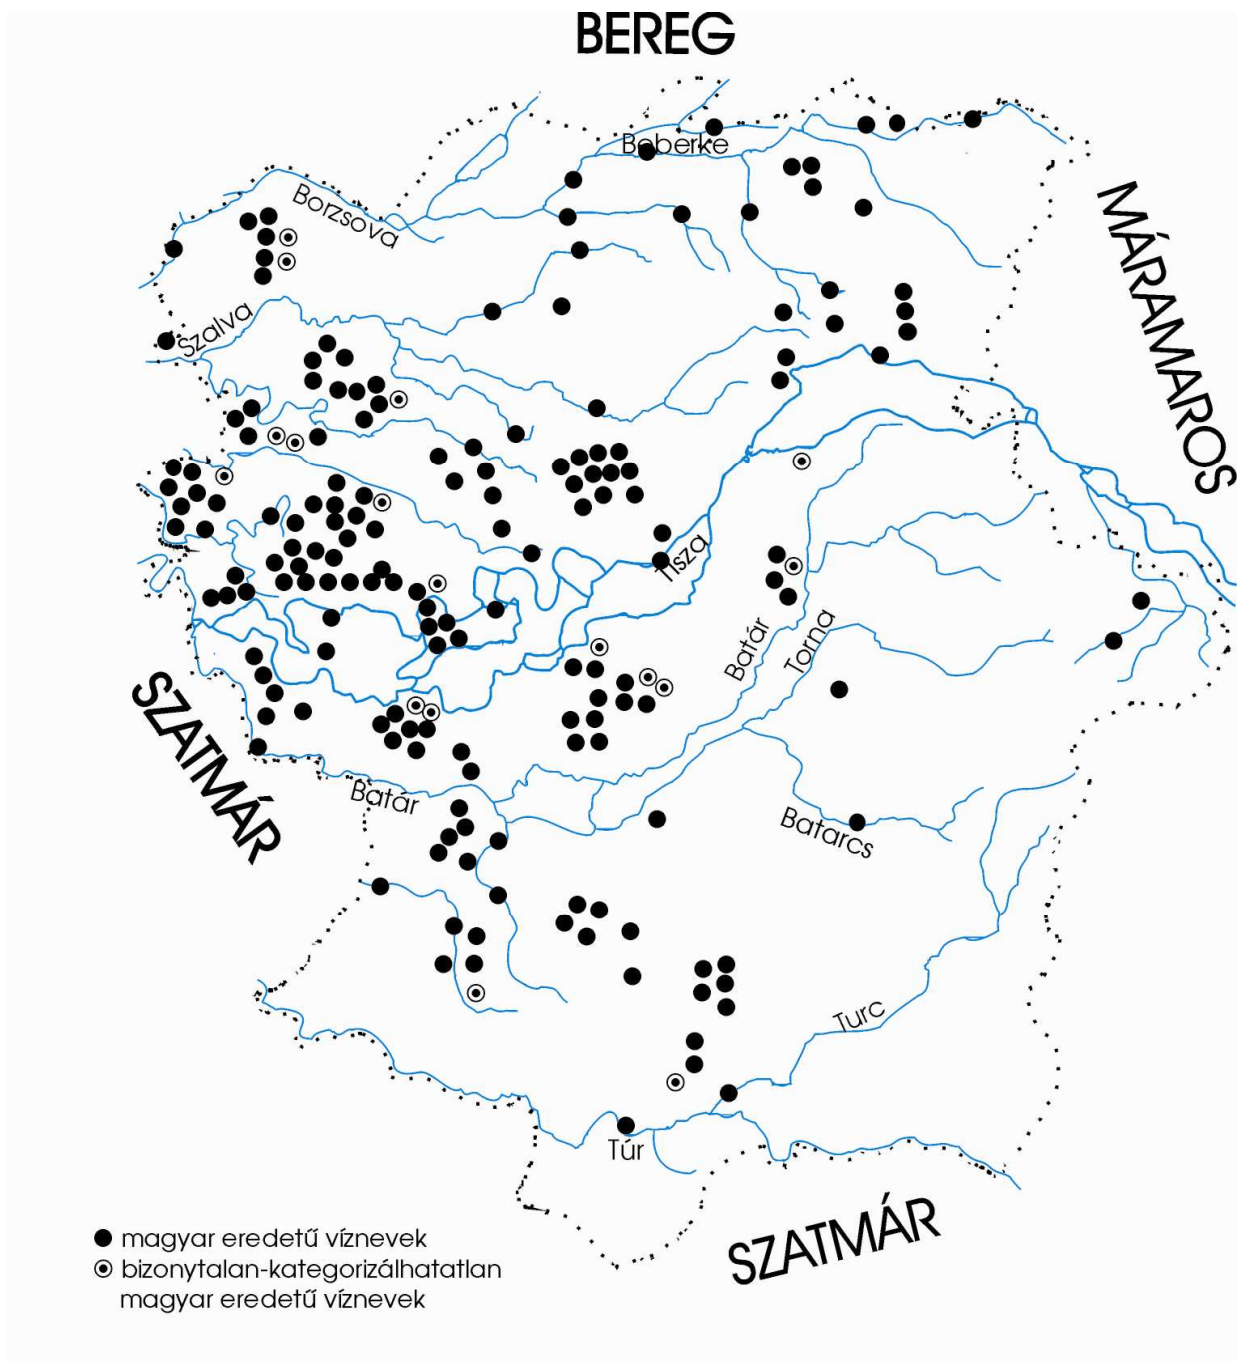 BEREG
Beberke
Borzsova
MÁRAMAROS
Szalva
Tisza
Batár
Torna
SZATMÁR
Batár
Batarcs
Turc
Túr
SZATMÁR
magyar eredetű víznevek
bizonytalan-kategorizálhatatlan
magyar eredetű víznevek